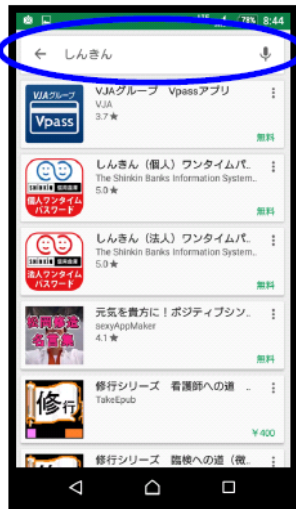 78% 8:44
しんきん
VJAグループ Vpassアプリ
VJAグループ
Vpass
VJA
3.7★
無料
しんきん（個人）ワンタイムパ..
The Shinkin Banks Information System..
5.0★
個人ワンタイム
パスワード
無料
しんきん（法人）ワンタイムパ..
The Shinkin Banks Information System..
5.0★
法人ワンタイム
パスワード
無料
元気を貴方に！ポジティブシン..
sexyAppMaker
4.1★
名言集
無料
修行シリーズ 看護師への道 ..
TakeEpub
修行
￥400
修行シリーズ 臨検への道（微..